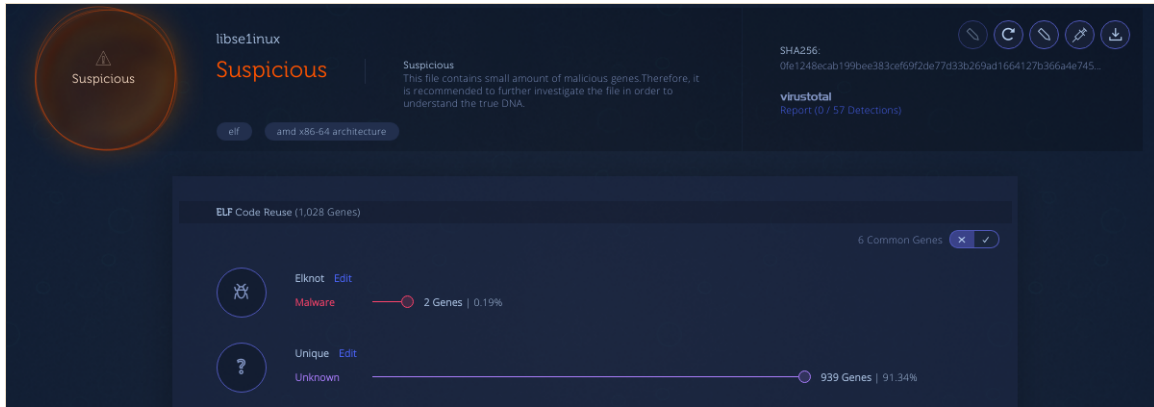 Suspicious
libse1inux
Suspicious
Suspicious
This file contains small amount of malicious genes.Therefore, it
is recommended to further investigate the file in order to
understand the true DNA.
elf
amd x86-64 architecture
SHA256:
0fe1248ecab199bee383cef69f2de77d33b269ad1664127b366a4e745...
virustotal
Report (0 / 57 Detections)
ELF Code Reuse (1,028 Genes)
6 Common Genes
Elknot Edit
Malware 2 Genes | 0.19%
Unique Edit
Unknown 939 Genes | 91.34%